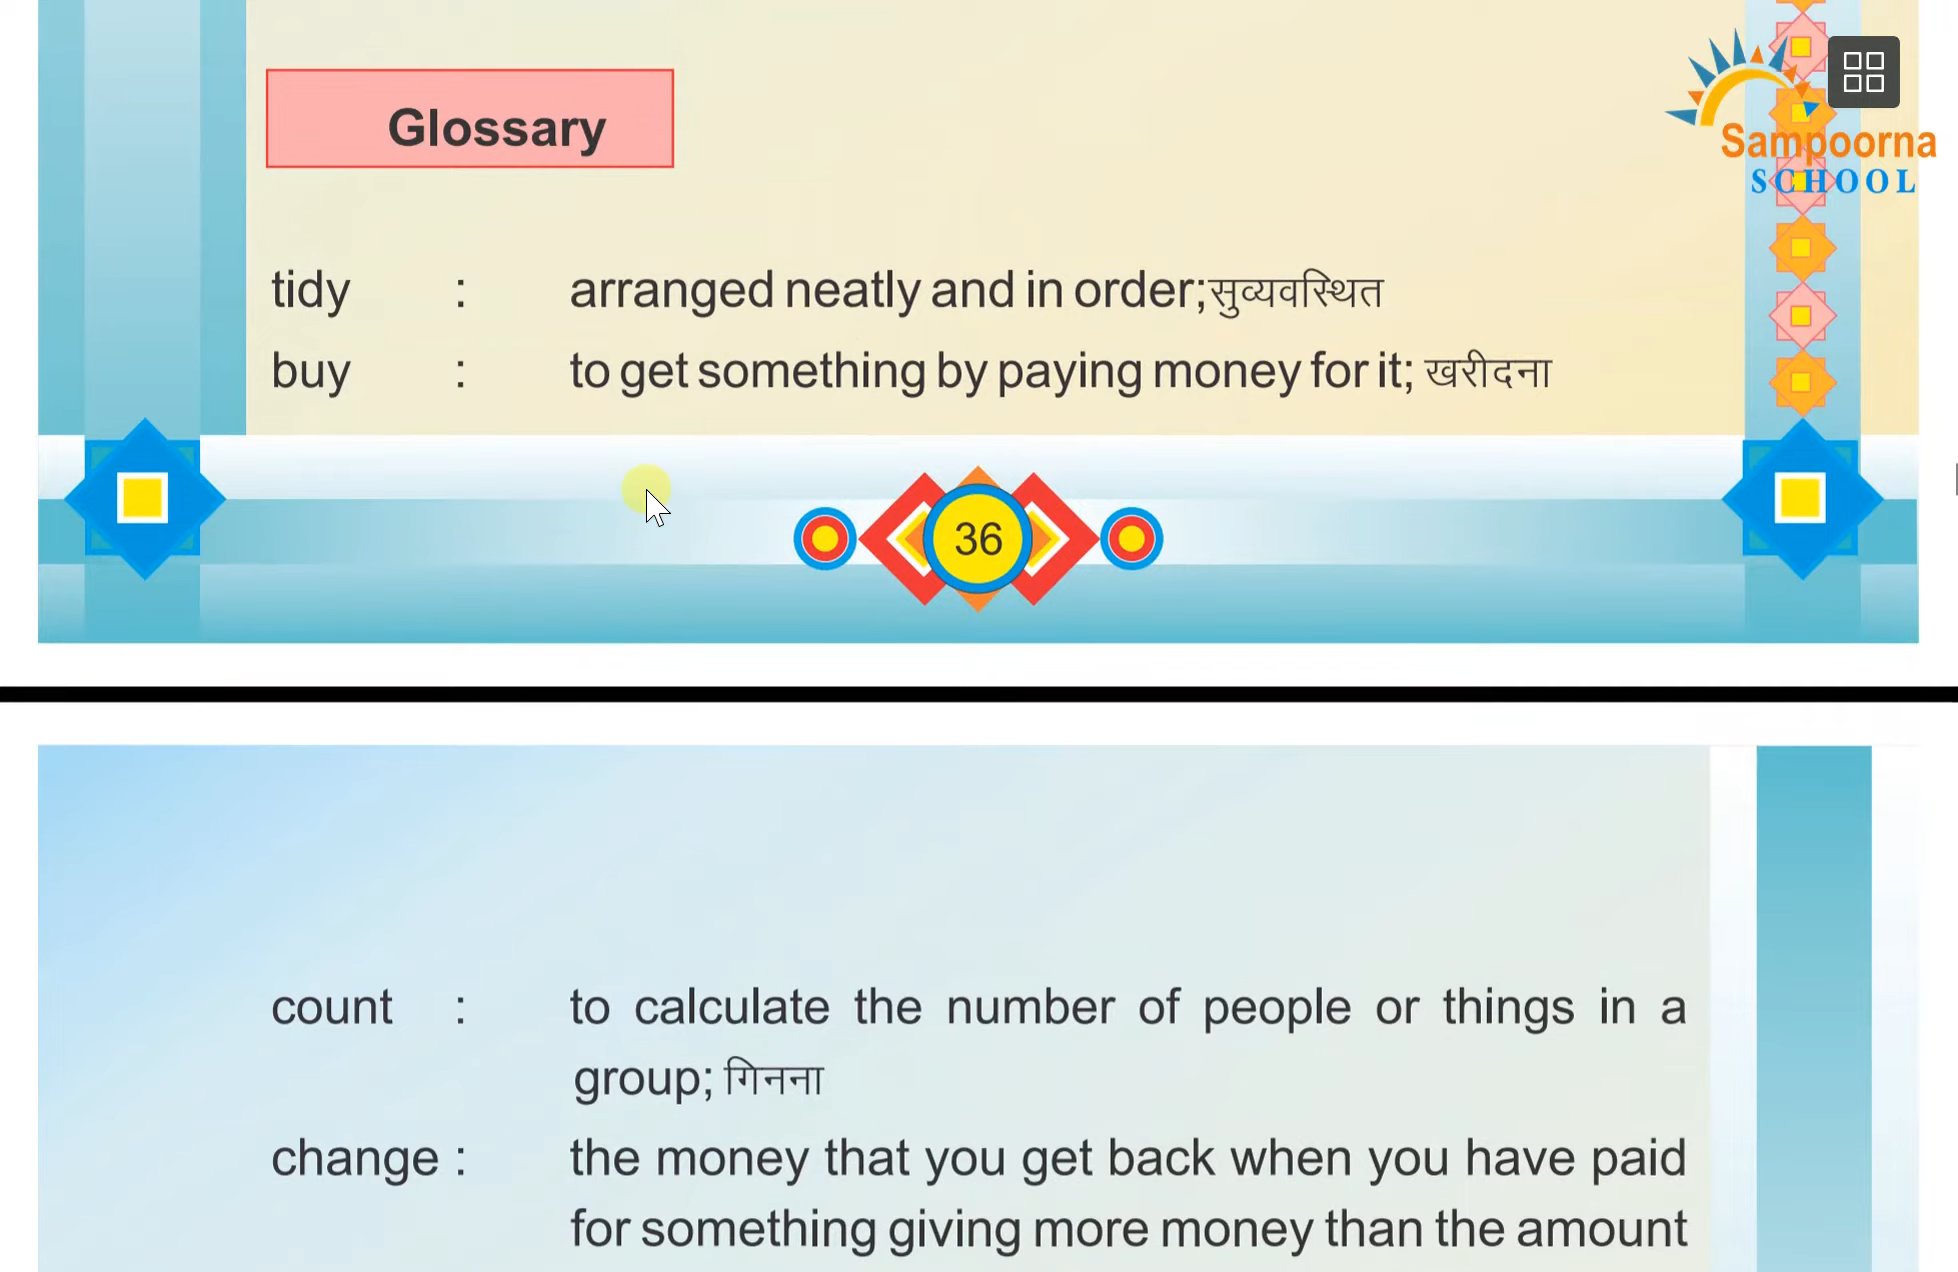 Glossary
Sampoorna
SCHOOL
tidy : arranged neatly and in order;सुव्यवस्थित
buy : to get something by paying money for it; खरीदना
36
count : to calculate the number of people or things in a
group; गिनना
change : the money that you get back when you have paid
for something giving more money than the amount